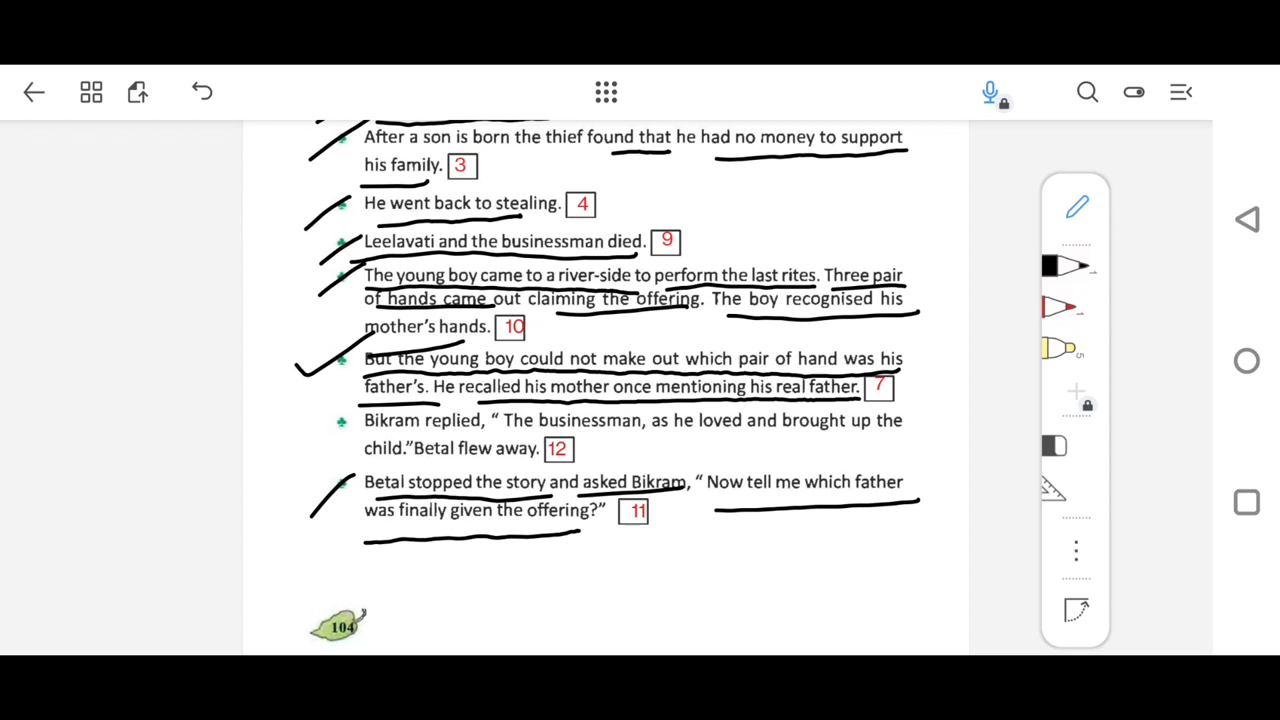 After a son is born the thief found that he had no money to support
his family. 3
He went back to stealing. 4
Leelavati and the businessman died. 9
The young boy came to a river-side to perform the last rites. Three pair
of hands came out claiming the offering. The boy recognised his
mother's hands. 10
But the young boy could not make out which pair of hand was his
father's. He recalled his mother once mentioning his real father. 7
Bikram replied, “ The businessman, as he loved and brought up the
child.”Betal flew away. 12
Betal stopped the story and asked Bikram, “ Now tell me which father
was finally given the offering?” 11
104
1
1
5